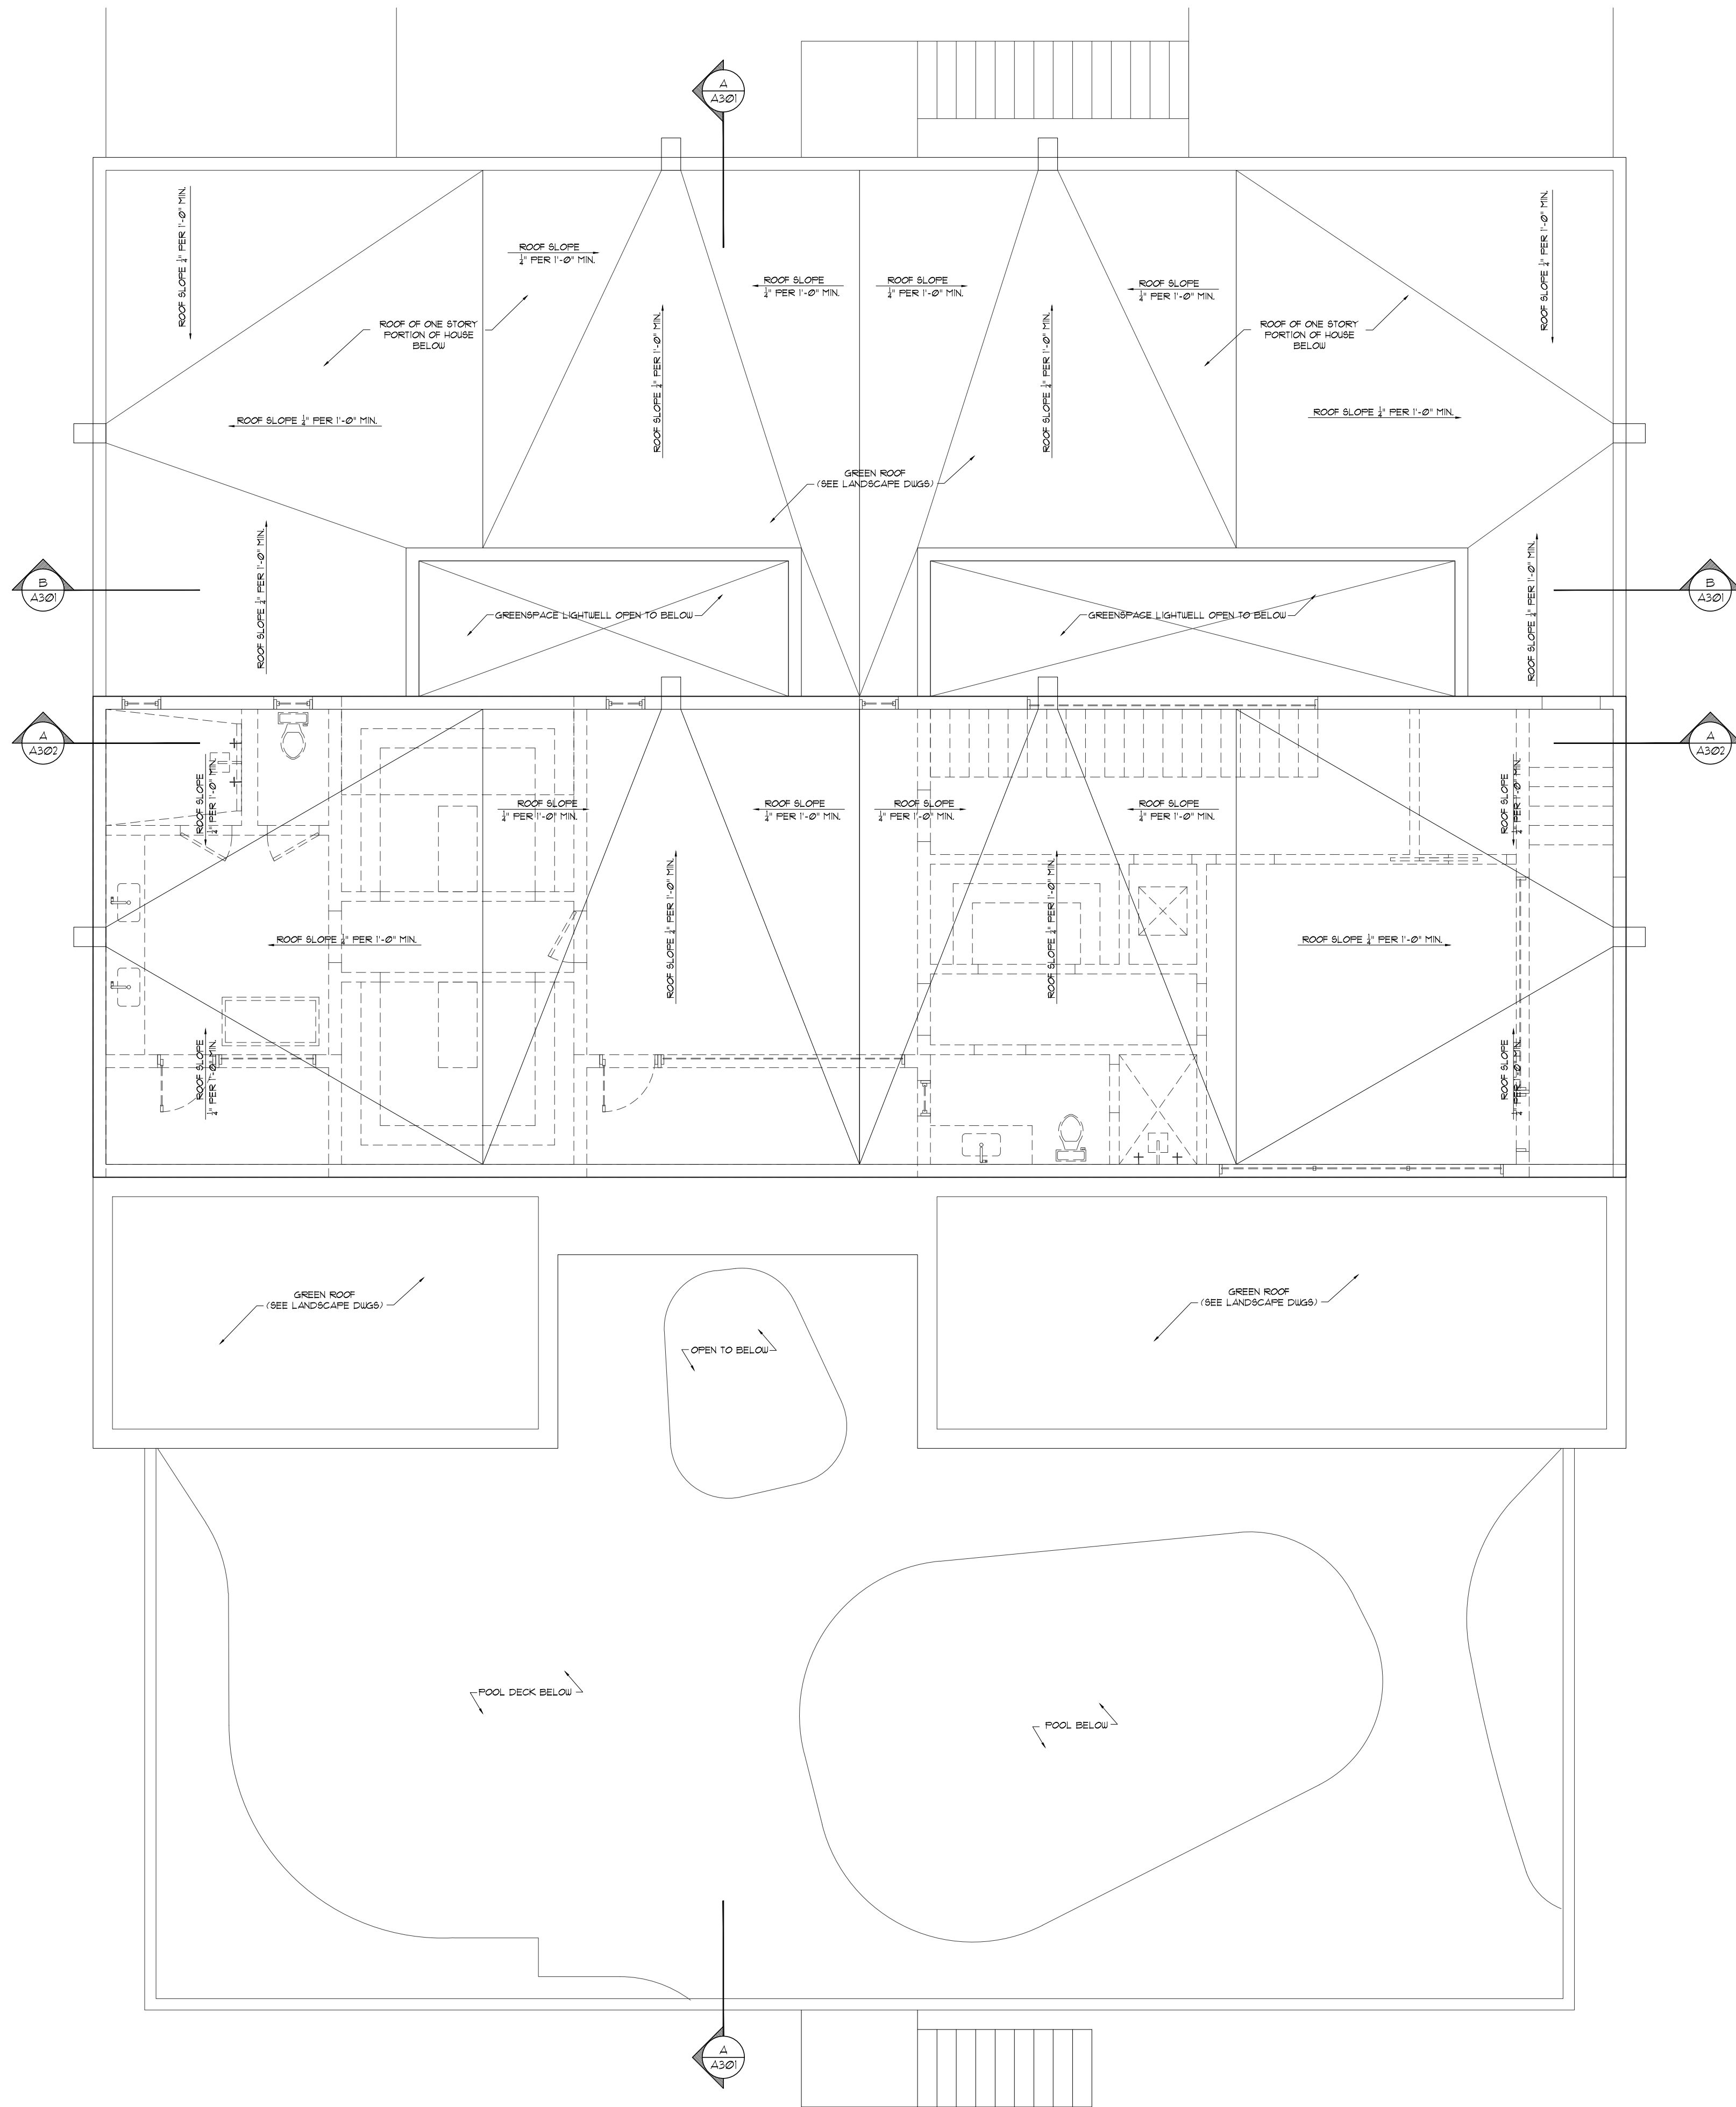 A
A301
ROOF SLOPE 1/4" PER 1'-0" MIN.
ROOF SLOPE 1/4" PER 1'-0" MIN.
ROOF SLOPE
1/4" PER 1'-0" MIN.
ROOF SLOPE
1/4" PER 1'-0" MIN.
ROOF SLOPE
1/4" PER 1'-0" MIN.
ROOF SLOPE
1/4" PER 1'-0" MIN.
ROOF OF ONE STORY
PORTION OF HOUSE
BELOW
ROOF OF ONE STORY
PORTION OF HOUSE
BELOW
ROOF SLOPE 1/4" PER 1'-0" MIN.
ROOF SLOPE 1/4" PER 1'-0" MIN.
ROOF SLOPE 1/4" PER 1'-0" MIN.
ROOF SLOPE 1/4" PER 1'-0" MIN.
GREEN ROOF
(SEE LANDSCAPE DWGS)
B
A301
ROOF SLOPE 1/4" PER 1'-0" MIN.
GREENSPACE LIGHTWELL OPEN TO BELOW
GREENSPACE LIGHTWELL OPEN TO BELOW
ROOF SLOPE 1/4" PER 1'-0" MIN.
B
A301
A
A302
A
A302
ROOF SLOPE
1/4" PER 1'-0" MIN.
ROOF SLOPE
1/4" PER 1'-0" MIN.
ROOF SLOPE
1/4" PER 1'-0" MIN.
ROOF SLOPE
1/4" PER 1'-0" MIN.
ROOF SLOPE
1/4" PER 1'-0" MIN.
ROOF SLOPE
1/4" PER 1'-0" MIN.
ROOF SLOPE 1/4" PER 1'-0" MIN.
ROOF SLOPE 1/4" PER 1'-0" MIN.
ROOF SLOPE 1/4" PER 1'-0" MIN.
ROOF SLOPE 1/4" PER 1'-0" MIN.
ROOF SLOPE
1/4" PER 1'-0" MIN.
ROOF SLOPE
1/4" PER 1'-0" MIN.
GREEN ROOF
(SEE LANDSCAPE DWGS)
GREEN ROOF
(SEE LANDSCAPE DWGS)
OPEN TO BELOW
POOL DECK BELOW
POOL BELOW
A
A301